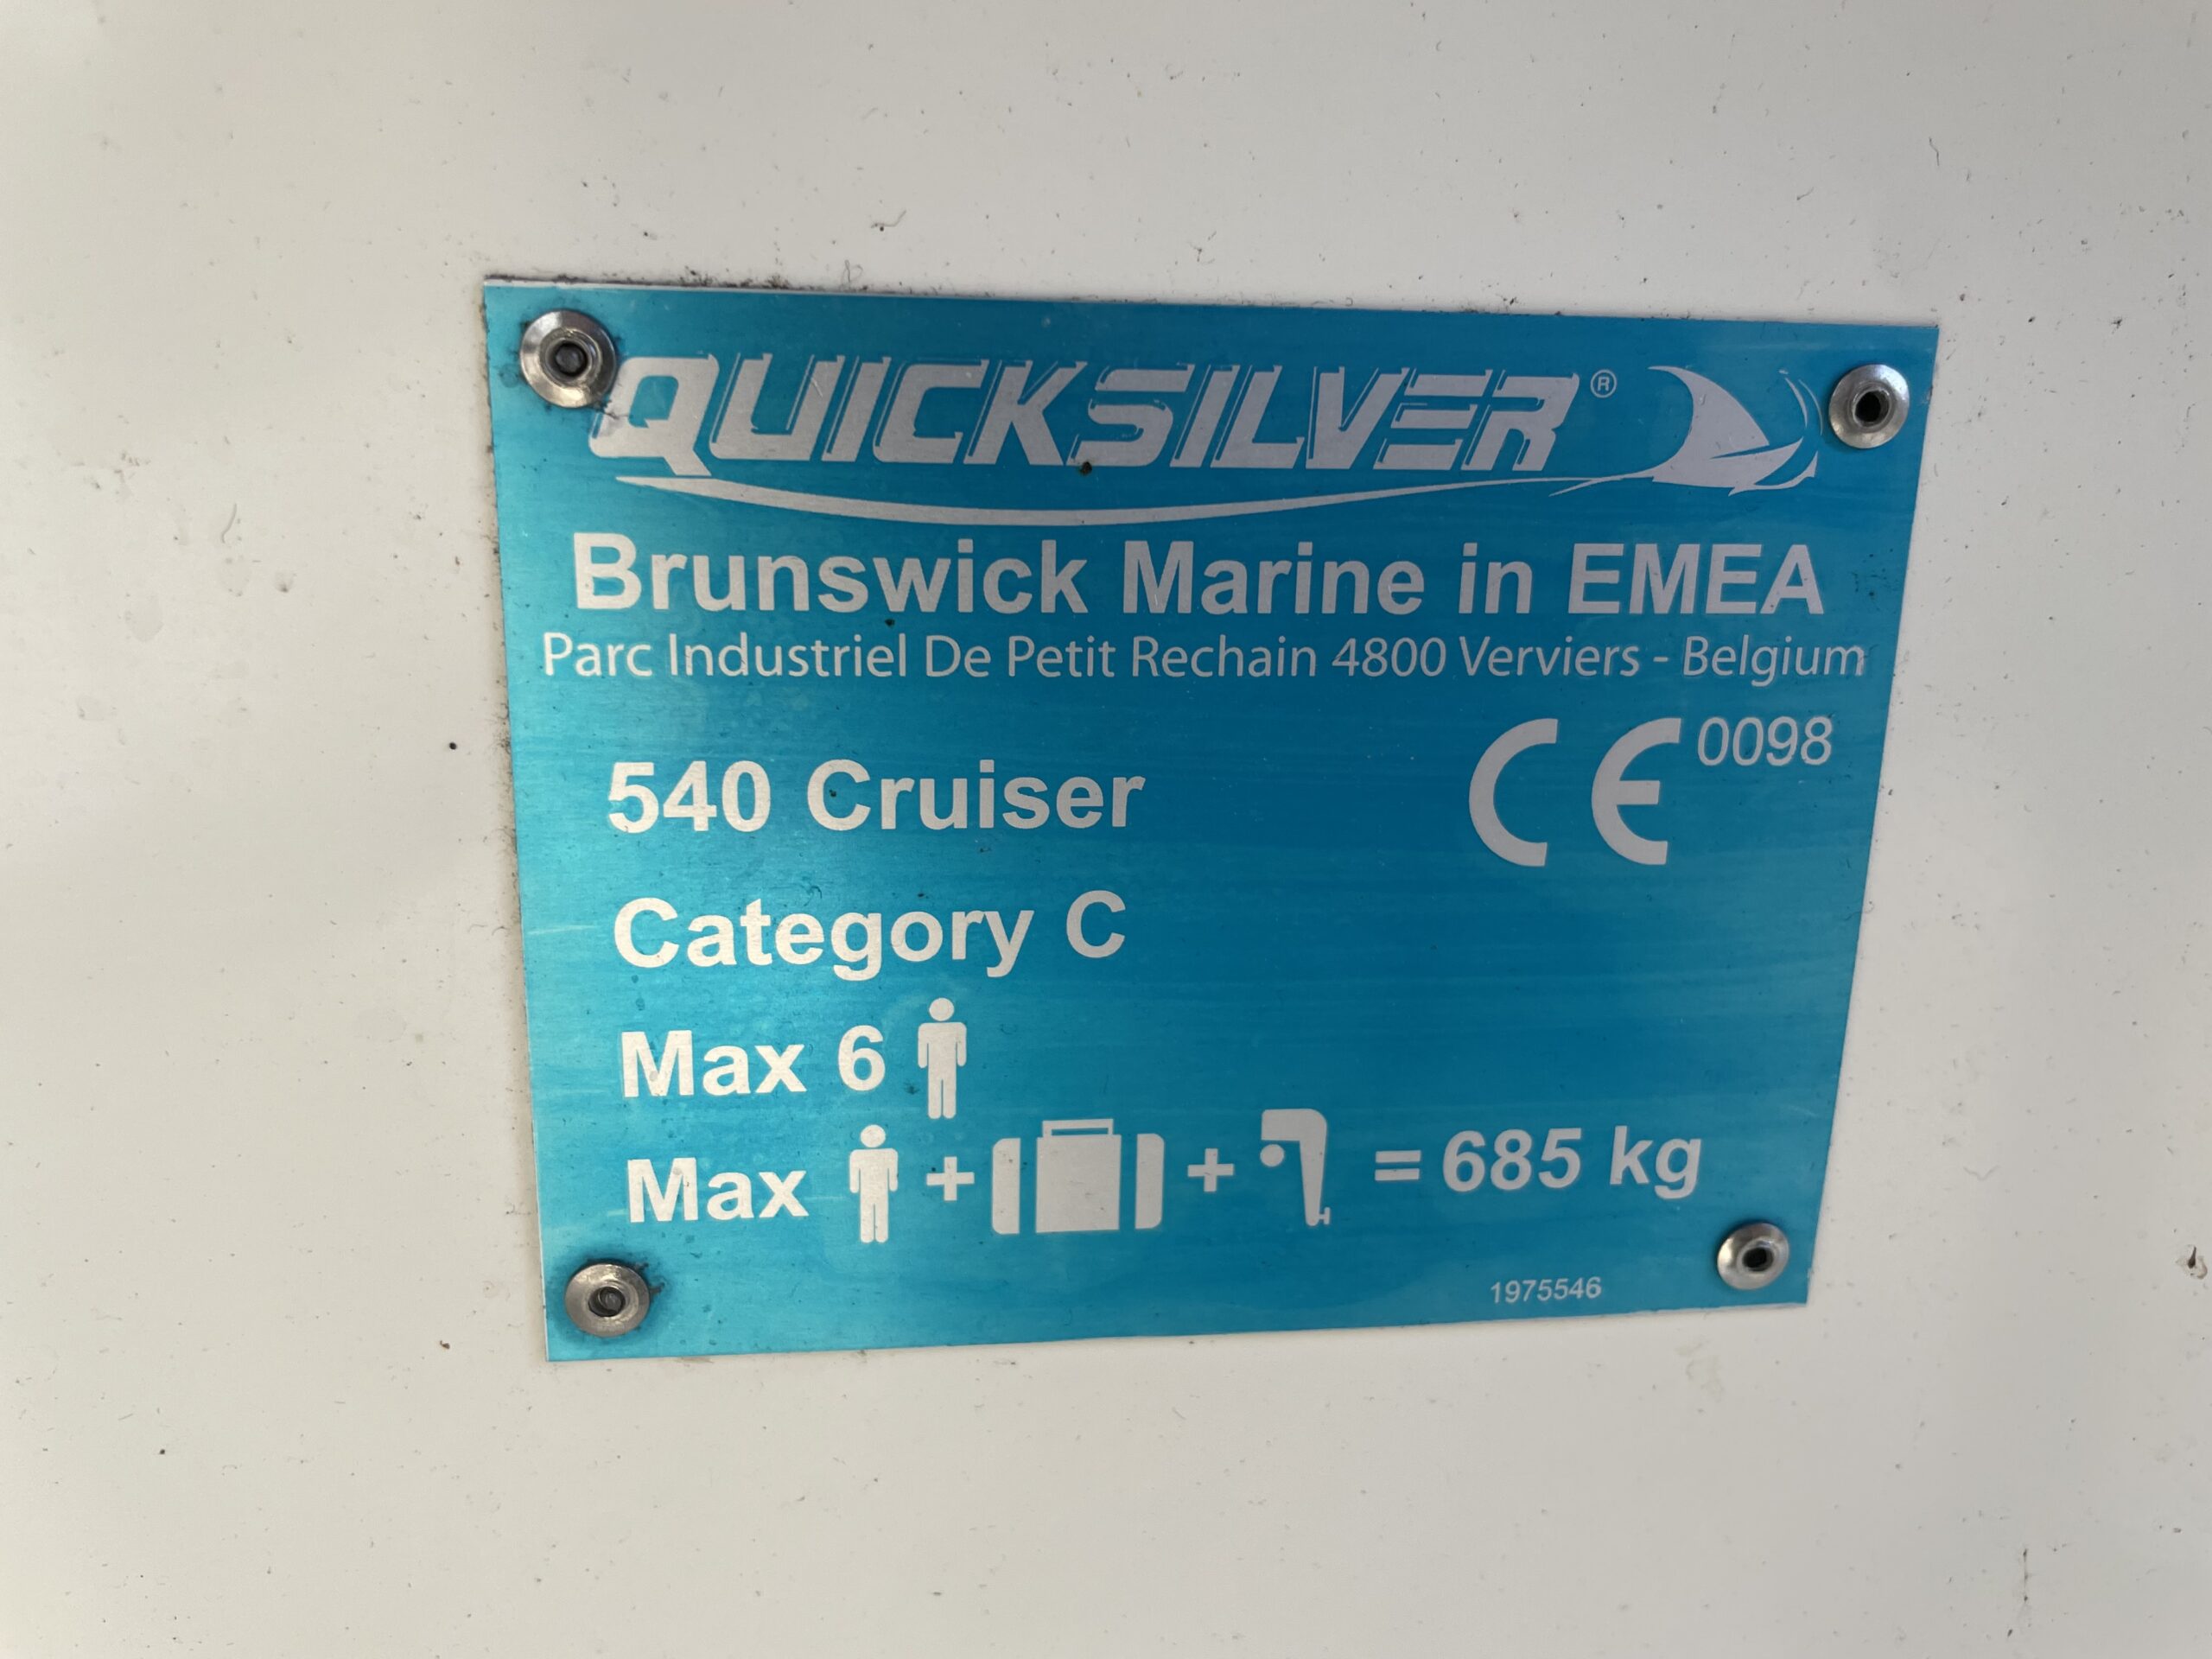 QUICKSILVER®
Brunswick Marine in EMEA
Parc Industriel De Petit Rechain 4800 Verviers - Belgium
540 Cruiser
CE 0098
Category C
Max 6
Max + + = 685 kg
1975546